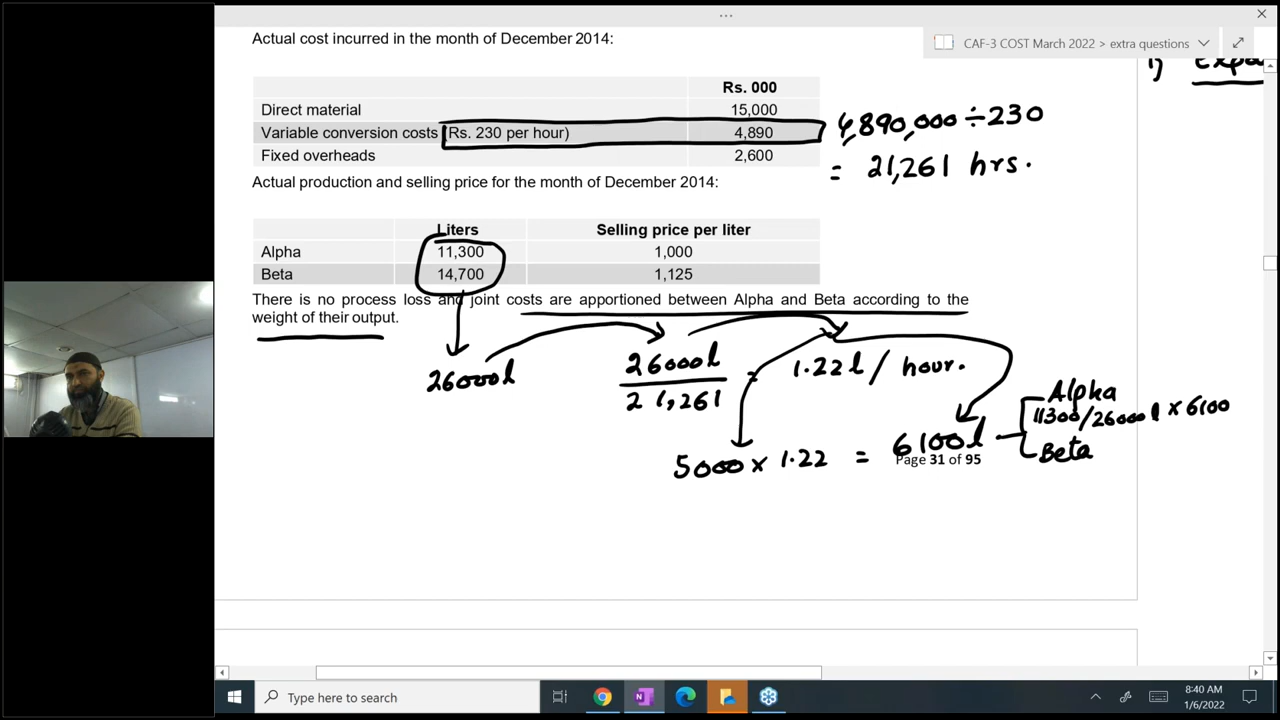 CAF-3 COST March 2022 > extra questions
Actual cost incurred in the month of December 2014:
Rs. 000
Direct material 15,000
Variable conversion costs (Rs. 230 per hour) 4,890
Fixed overheads 2,600
4,890,000 ÷ 230
= 21,261 hrs.
Actual production and selling price for the month of December 2014:
Liters Selling price per liter
Alpha 11,300 1,000
Beta 14,700 1,125
There is no process loss and joint costs are apportioned between Alpha and Beta according to the
weight of their output.
26000l
26000l
21,261
= 1.22l / hour.
5000 x 1.22 = 6100l
Alpha
11300/26000l x 6100
Beta
Page 31 of 95
Type here to search
8:40 AM
1/6/2022